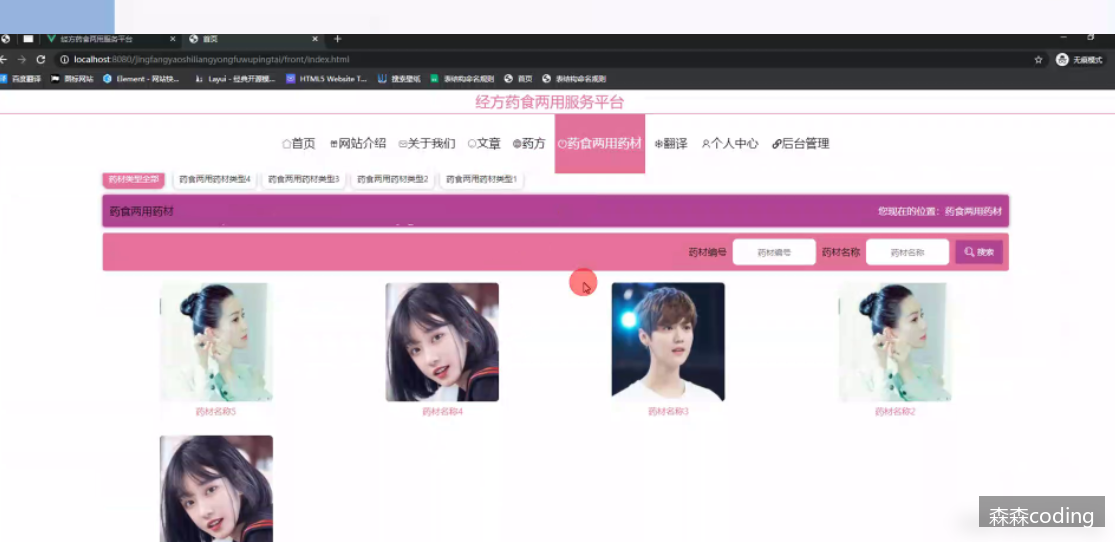 经方药食两用服务平台
首页
localhost:8080/jingfangyaoshiliangyongfuwupingtai/front/index.html
无痕模式
百度翻译
Element - 网站快...
Layui - 经典开源模...
HTML5 Website T...
搜索壁纸
表结构命名规则
首页
表结构命名规则
经方药食两用服务平台
首页 网站介绍 关于我们 文章 药方 药食两用药材 翻译 个人中心 后台管理
药材类型全部 药食两用药材类型4 药食两用药材类型3 药食两用药材类型2 药食两用药材类型1
药食两用药材 您现在的位置：药食两用药材
药材编号 药材编号 药材名称 药材名称 搜索
药材名称5 药材名称4 药材名称3 药材名称2
森森coding